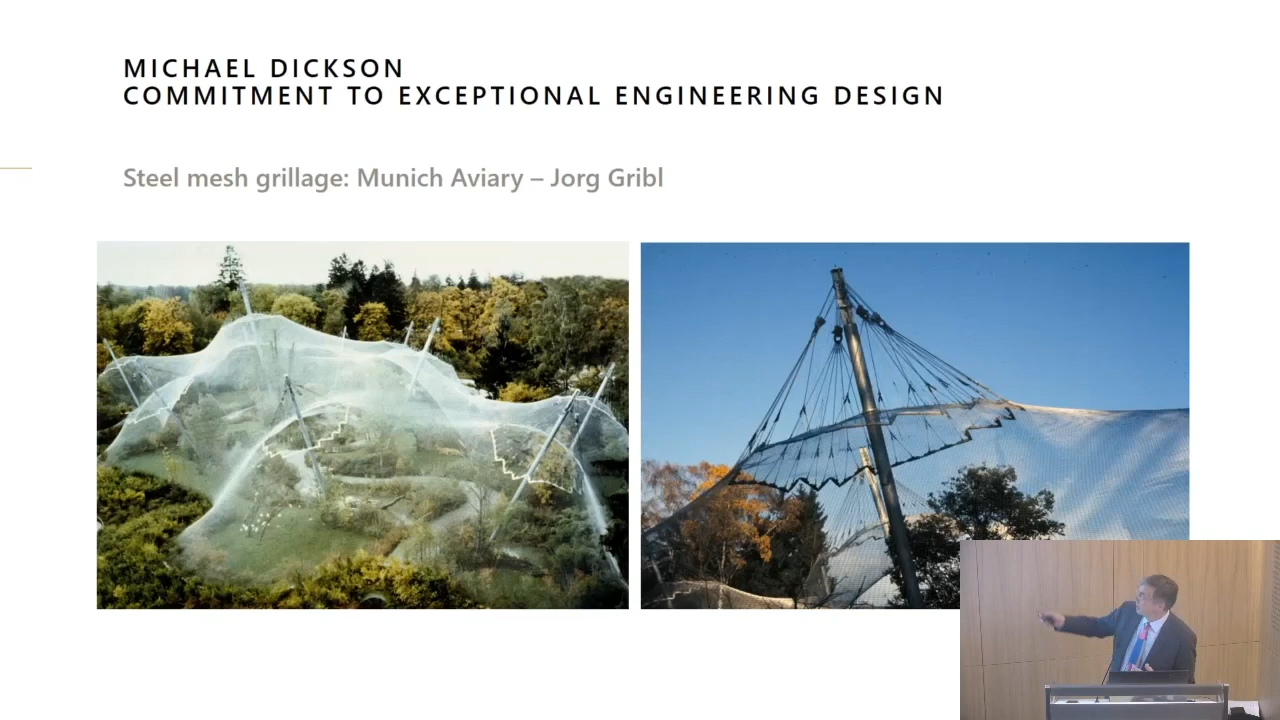 MICHAEL DICKSON
COMMITMENT TO EXCEPTIONAL ENGINEERING DESIGN
Steel mesh grillage: Munich Aviary – Jorg Gribl